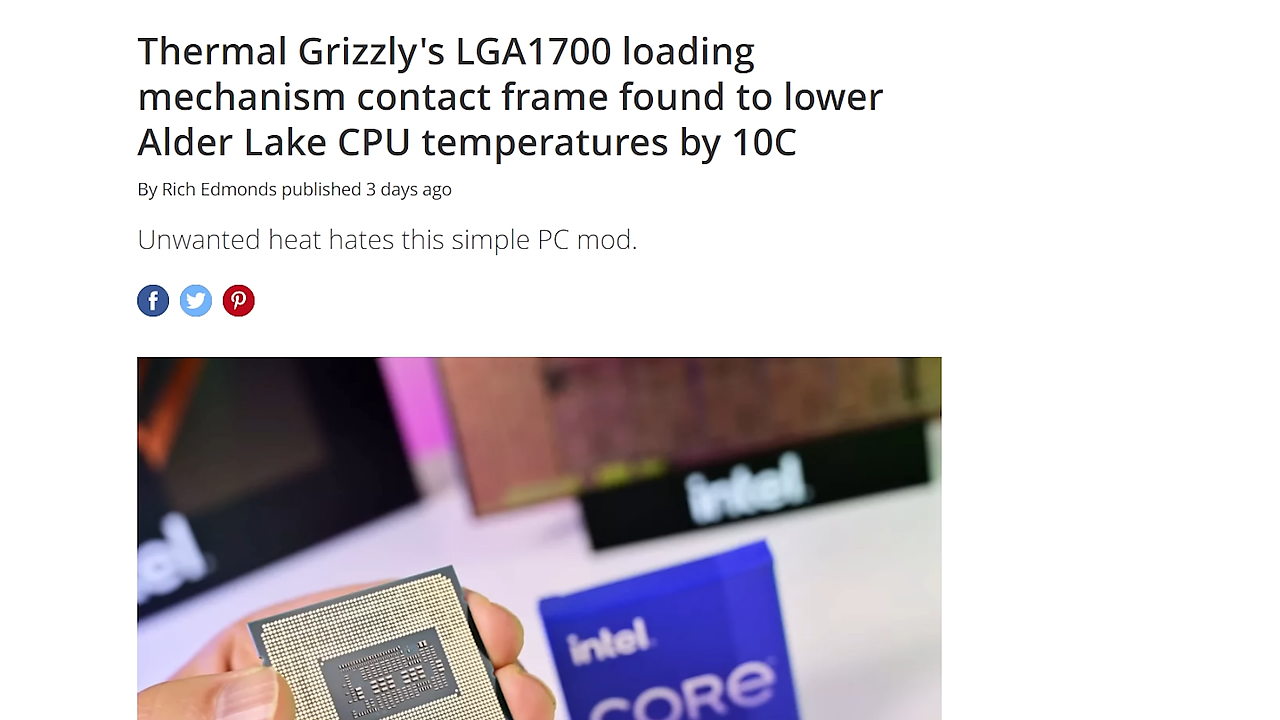 Thermal Grizzly's LGA1700 loading
mechanism contact frame found to lower
Alder Lake CPU temperatures by 10C
By Rich Edmonds published 3 days ago
Unwanted heat hates this simple PC mod.
intel
intel
CORE